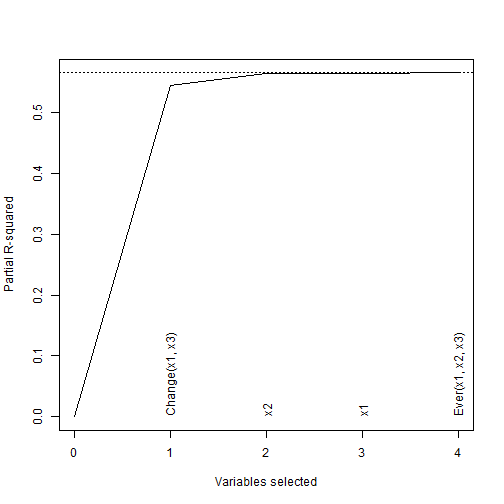 Partial R-squared
0.5
0.4
0.3
0.2
0.1
0.0
Change(x1, x3)
x2
x1
Ever(x1, x2, x3)
0
1
2
3
4
Variables selected